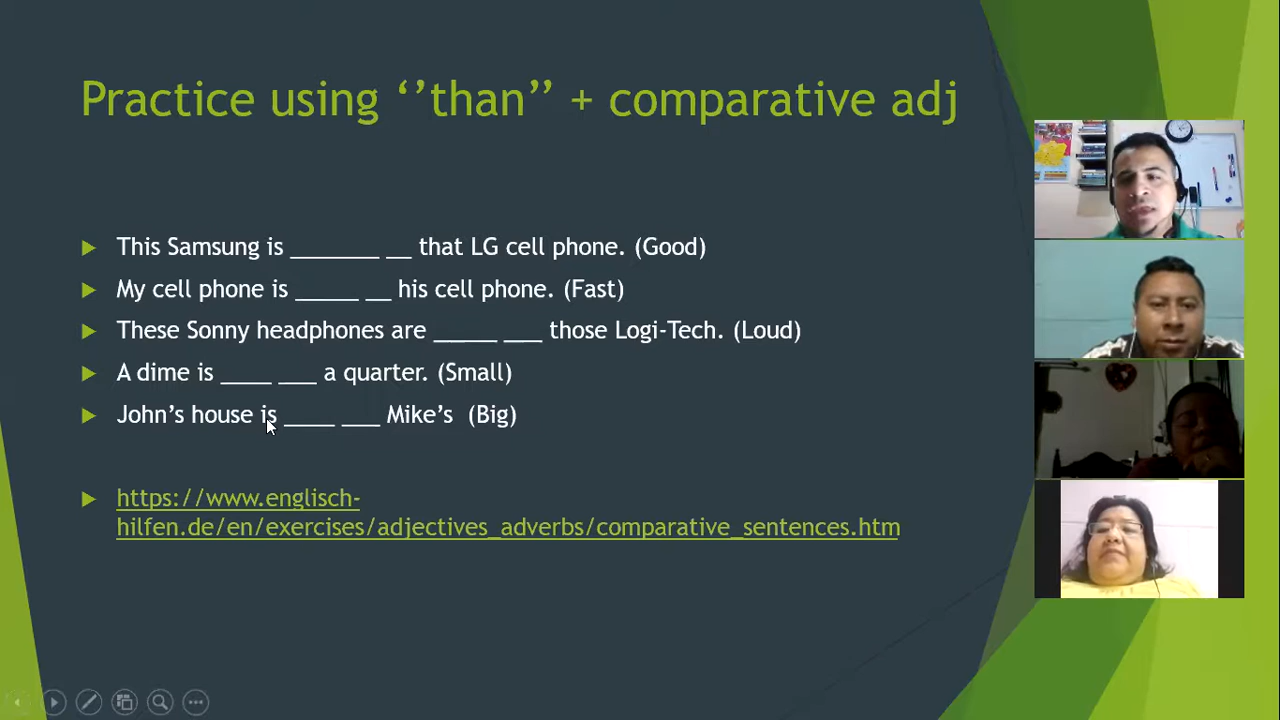 Practice using ‘’than’’ + comparative adj
This Samsung is _______ __ that LG cell phone. (Good)
My cell phone is _____ __ his cell phone. (Fast)
These Sonny headphones are _____ ___ those Logi-Tech. (Loud)
A dime is ____ ___ a quarter. (Small)
John’s house is ____ ___ Mike’s (Big)
https://www.englisch-
hilfen.de/en/exercises/adjectives_adverbs/comparative_sentences.htm